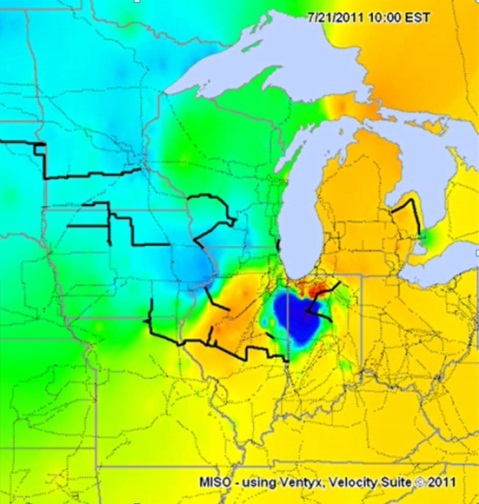 7/21/2011 10:00 EST
MISO - using Ventyx, Velocity Suite © 2011